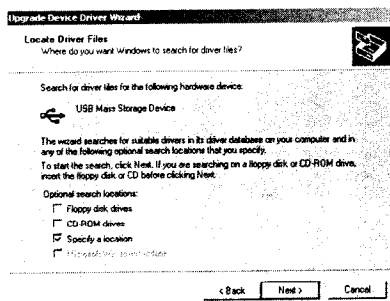 Upgrade Device Driver Wizard
Locate Driver Files
Where do you want Windows to search for driver files?
Search for driver files for the following hardware device:
USB Mass Storage Device
The wizard searches for suitable drivers in its driver database on your computer and in
any of the following optional search locations that you specify.
To start the search, click Next. If you are searching on a floppy disk or CD-ROM drive,
insert the floppy disk or CD before clicking Next.
Optional search locations:
Floppy disk drives
CD-ROM drives
Specify a location
Microsoft Windows Update
< Back
Next >
Cancel